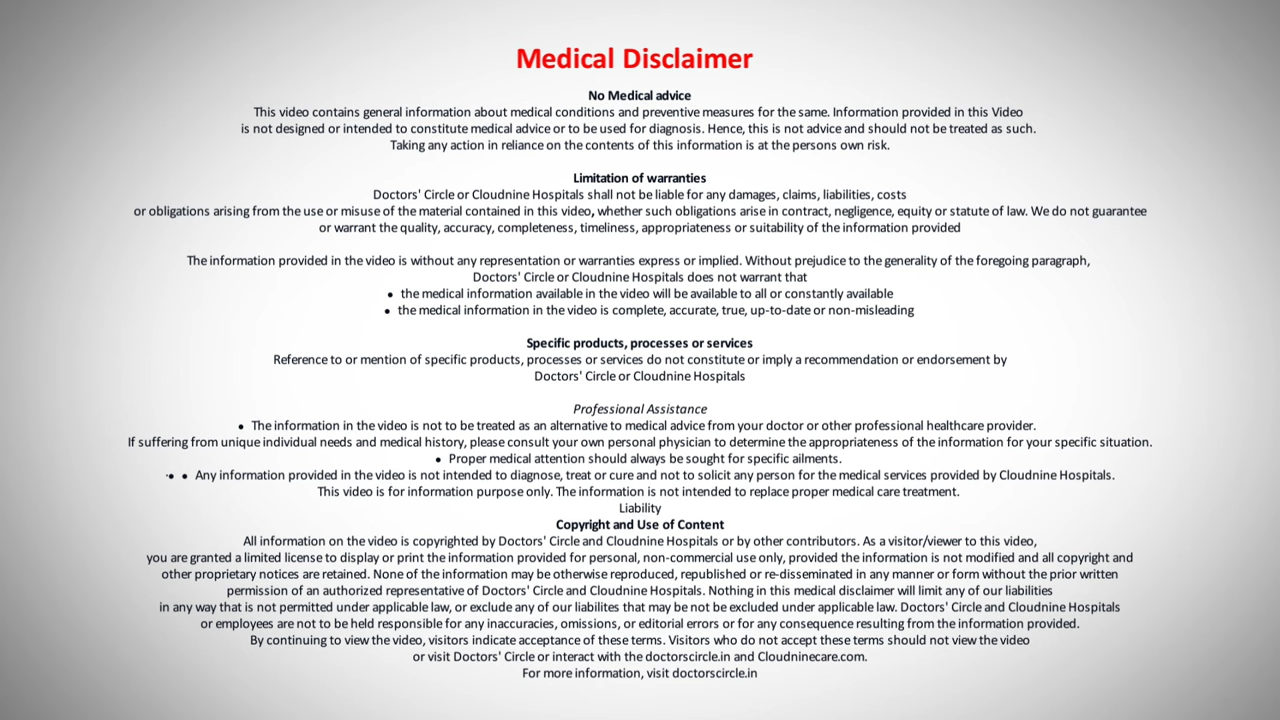 Medical Disclaimer
No Medical advice
This video contains general information about medical conditions and preventive measures for the same. Information provided in this Video
is not designed or intended to constitute medical advice or to be used for diagnosis. Hence, this is not advice and should not be treated as such.
Taking any action in reliance on the contents of this information is at the persons own risk.
Limitation of warranties
Doctors' Circle or Cloudnine Hospitals shall not be liable for any damages, claims, liabilities, costs
or obligations arising from the use or misuse of the material contained in this video, whether such obligations arise in contract, negligence, equity or statute of law. We do not guarantee
or warrant the quality, accuracy, completeness, timeliness, appropriateness or suitability of the information provided
The information provided in the video is without any representation or warranties express or implied. Without prejudice to the generality of the foregoing paragraph,
Doctors' Circle or Cloudnine Hospitals does not warrant that
• the medical information available in the video will be available to all or constantly available
• the medical information in the video is complete, accurate, true, up-to-date or non-misleading
Specific products, processes or services
Reference to or mention of specific products, processes or services do not constitute or imply a recommendation or endorsement by
Doctors' Circle or Cloudnine Hospitals
Professional Assistance
• The information in the video is not to be treated as an alternative to medical advice from your doctor or other professional healthcare provider.
If suffering from unique individual needs and medical history, please consult your own personal physician to determine the appropriateness of the information for your specific situation.
• Proper medical attention should always be sought for specific ailments.
·• • Any information provided in the video is not intended to diagnose, treat or cure and not to solicit any person for the medical services provided by Cloudnine Hospitals.
This video is for information purpose only. The information is not intended to replace proper medical care treatment.
Liability
Copyright and Use of Content
All information on the video is copyrighted by Doctors' Circle and Cloudnine Hospitals or by other contributors. As a visitor/viewer to this video,
you are granted a limited license to display or print the information provided for personal, non-commercial use only, provided the information is not modified and all copyright and
other proprietary notices are retained. None of the information may be otherwise reproduced, republished or re-disseminated in any manner or form without the prior written
permission of an authorized representative of Doctors' Circle and Cloudnine Hospitals. Nothing in this medical disclaimer will limit any of our liabilities
in any way that is not permitted under applicable law, or exclude any of our liabilites that may be not be excluded under applicable law. Doctors' Circle and Cloudnine Hospitals
or employees are not to be held responsible for any inaccuracies, omissions, or editorial errors or for any consequence resulting from the information provided.
By continuing to view the video, visitors indicate acceptance of these terms. Visitors who do not accept these terms should not view the video
or visit Doctors' Circle or interact with the doctorscircle.in and Cloudninecare.com.
For more information, visit doctorscircle.in